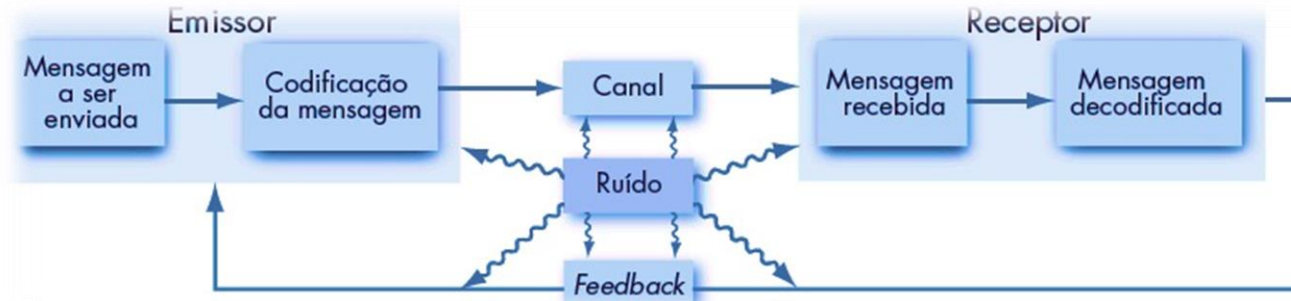 Emissor
Mensagem
a ser
enviada
Codificação
da mensagem
Canal
Receptor
Mensagem
recebida
Mensagem
decodificada
Ruído
Feedback